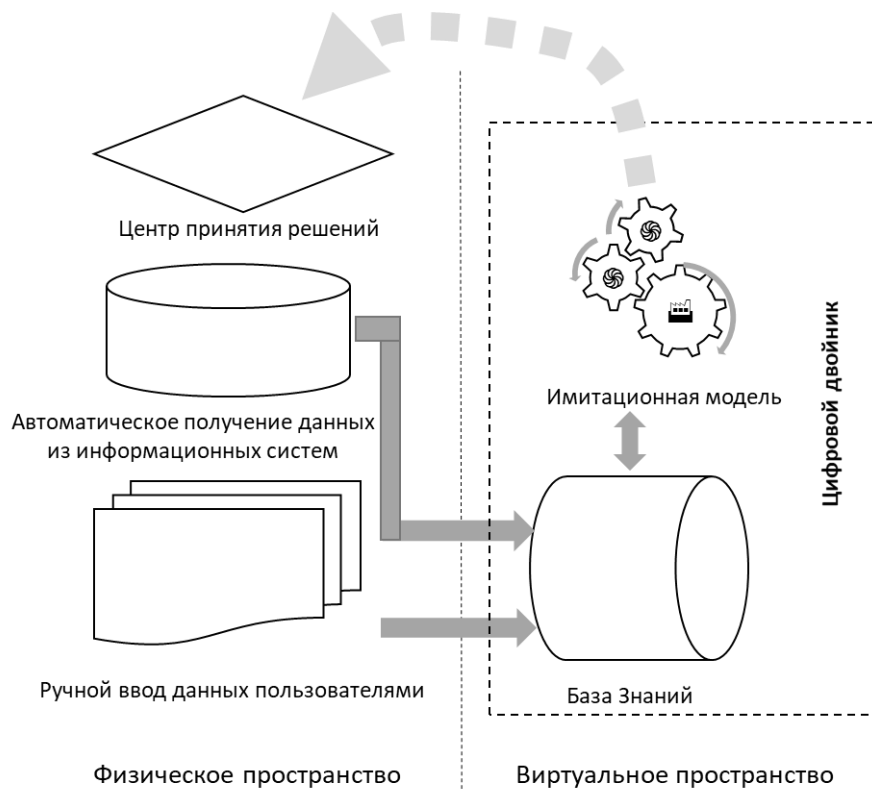 Центр принятия решений
Автоматическое получение данных
из информационных систем
Ручной ввод данных пользователями
Физическое пространство
Имитационная модель
Цифровой двойник
База Знаний
Виртуальное пространство